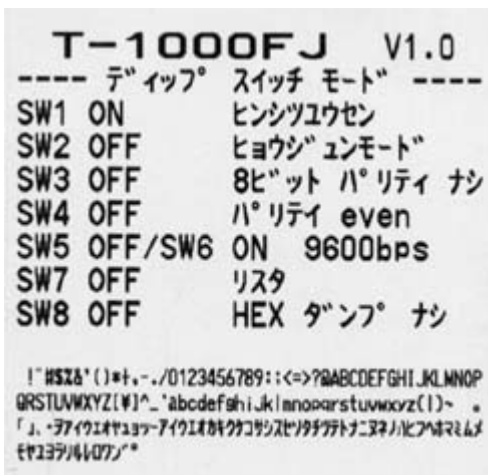 T-1000FJ V1.0
---- ディップ スイッチ モード ----
SW1 ON ヒンシツユウセン
SW2 OFF ヒョウジュンモード
SW3 OFF 8ビット パリティ ナシ
SW4 OFF パリテイ even
SW5 OFF/SW6 ON 9600bps
SW7 OFF リスタ
SW8 OFF HEX ダンプ ナシ
!"#$%&'()*+,-./0123456789:;<=>?@ABCDEFGHIJKLMNOP
QRSTUVWXYZ[¥]^_`abcdefghijklmnopqrstuvwxyz{|}~ 。
「」、・ヲァィゥェォャュョッーアイウエオカキクケコサシスセソタチツテトナニヌネノハヒフヘホマミムメ
モヤユヨラリルレロワン゛゜